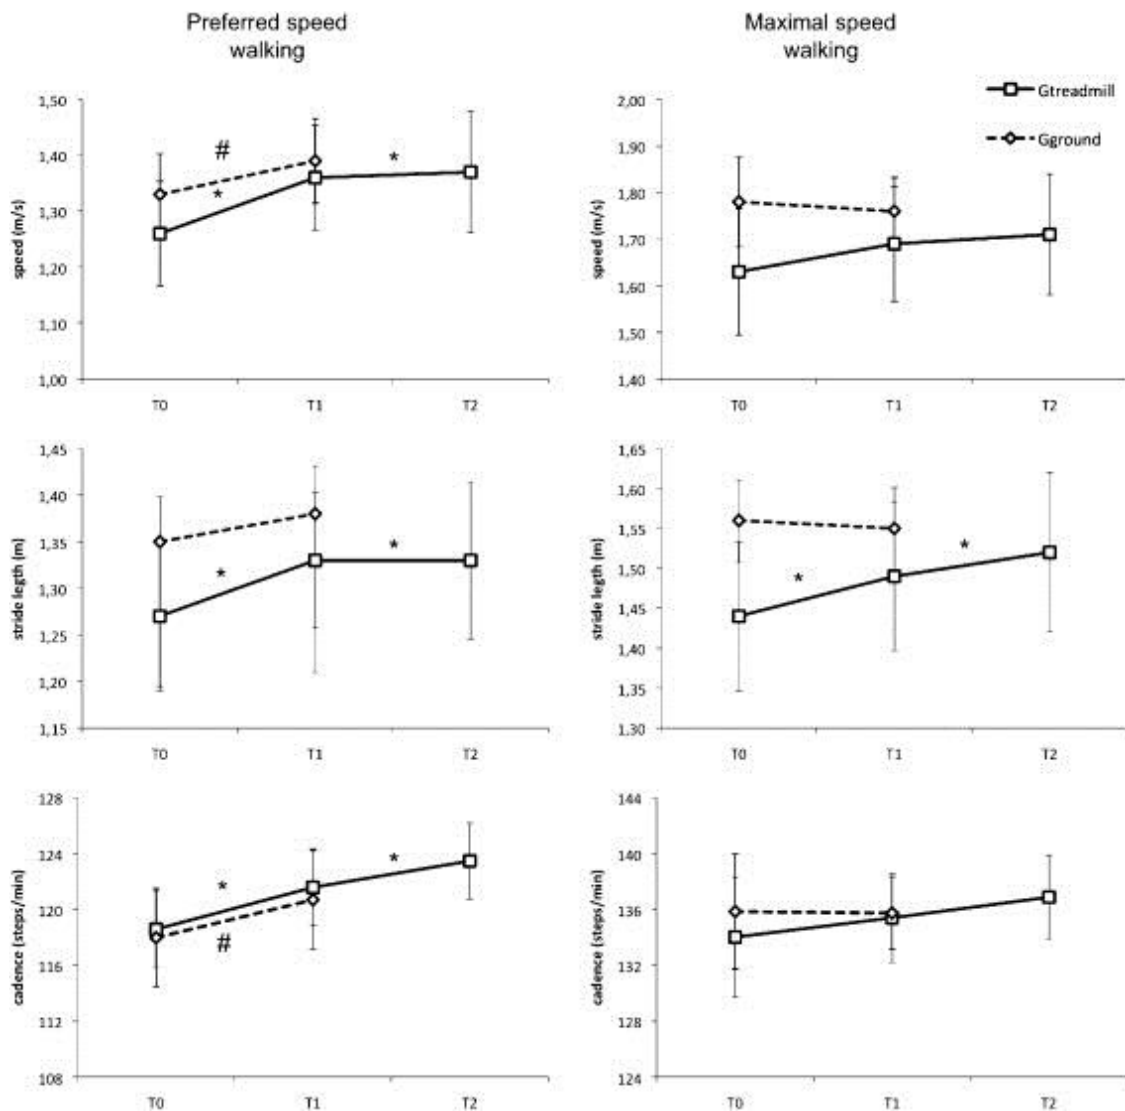 Preferred speed
walking
Maximal speed
walking
Gtreadmill
Gground
speed (m/s)
1,50
1,40
1,30
1,20
1,10
1,00
#
*
*
T0
T1
T2
speed (m/s)
2,00
1,90
1,80
1,70
1,60
1,50
1,40
T0
T1
T2
stride legth (m)
1,45
1,40
1,35
1,30
1,25
1,20
1,15
*
*
T0
T1
T2
stride legth (m)
1,65
1,60
1,55
1,50
1,45
1,40
1,35
1,30
*
*
T0
T1
T2
cadence (steps/min)
128
124
120
116
112
108
*
*
#
T0
T1
T2
cadence (steps/min)
144
140
136
132
128
124
T0
T1
T2